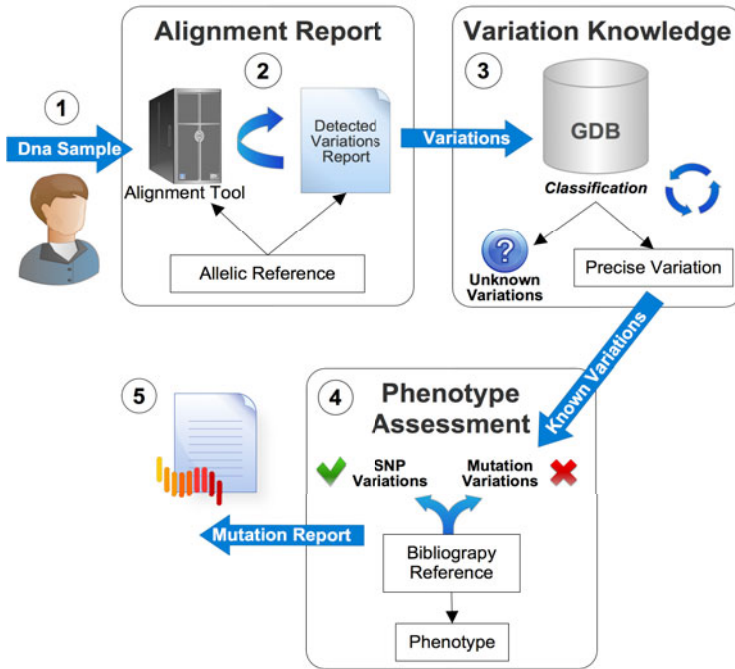 Alignment Report
1
Dna Sample
2
Alignment Tool
Detected
Variations
Report
Allelic Reference
Variations
Variation Knowledge
3
GDB
Classification
?
Unknown
Variations
Precise Variation
Known Variations
4
Phenotype
Assessment
SNP
Variations
Mutation
Variations
Bibliograpy
Reference
Phenotype
5
Mutation Report